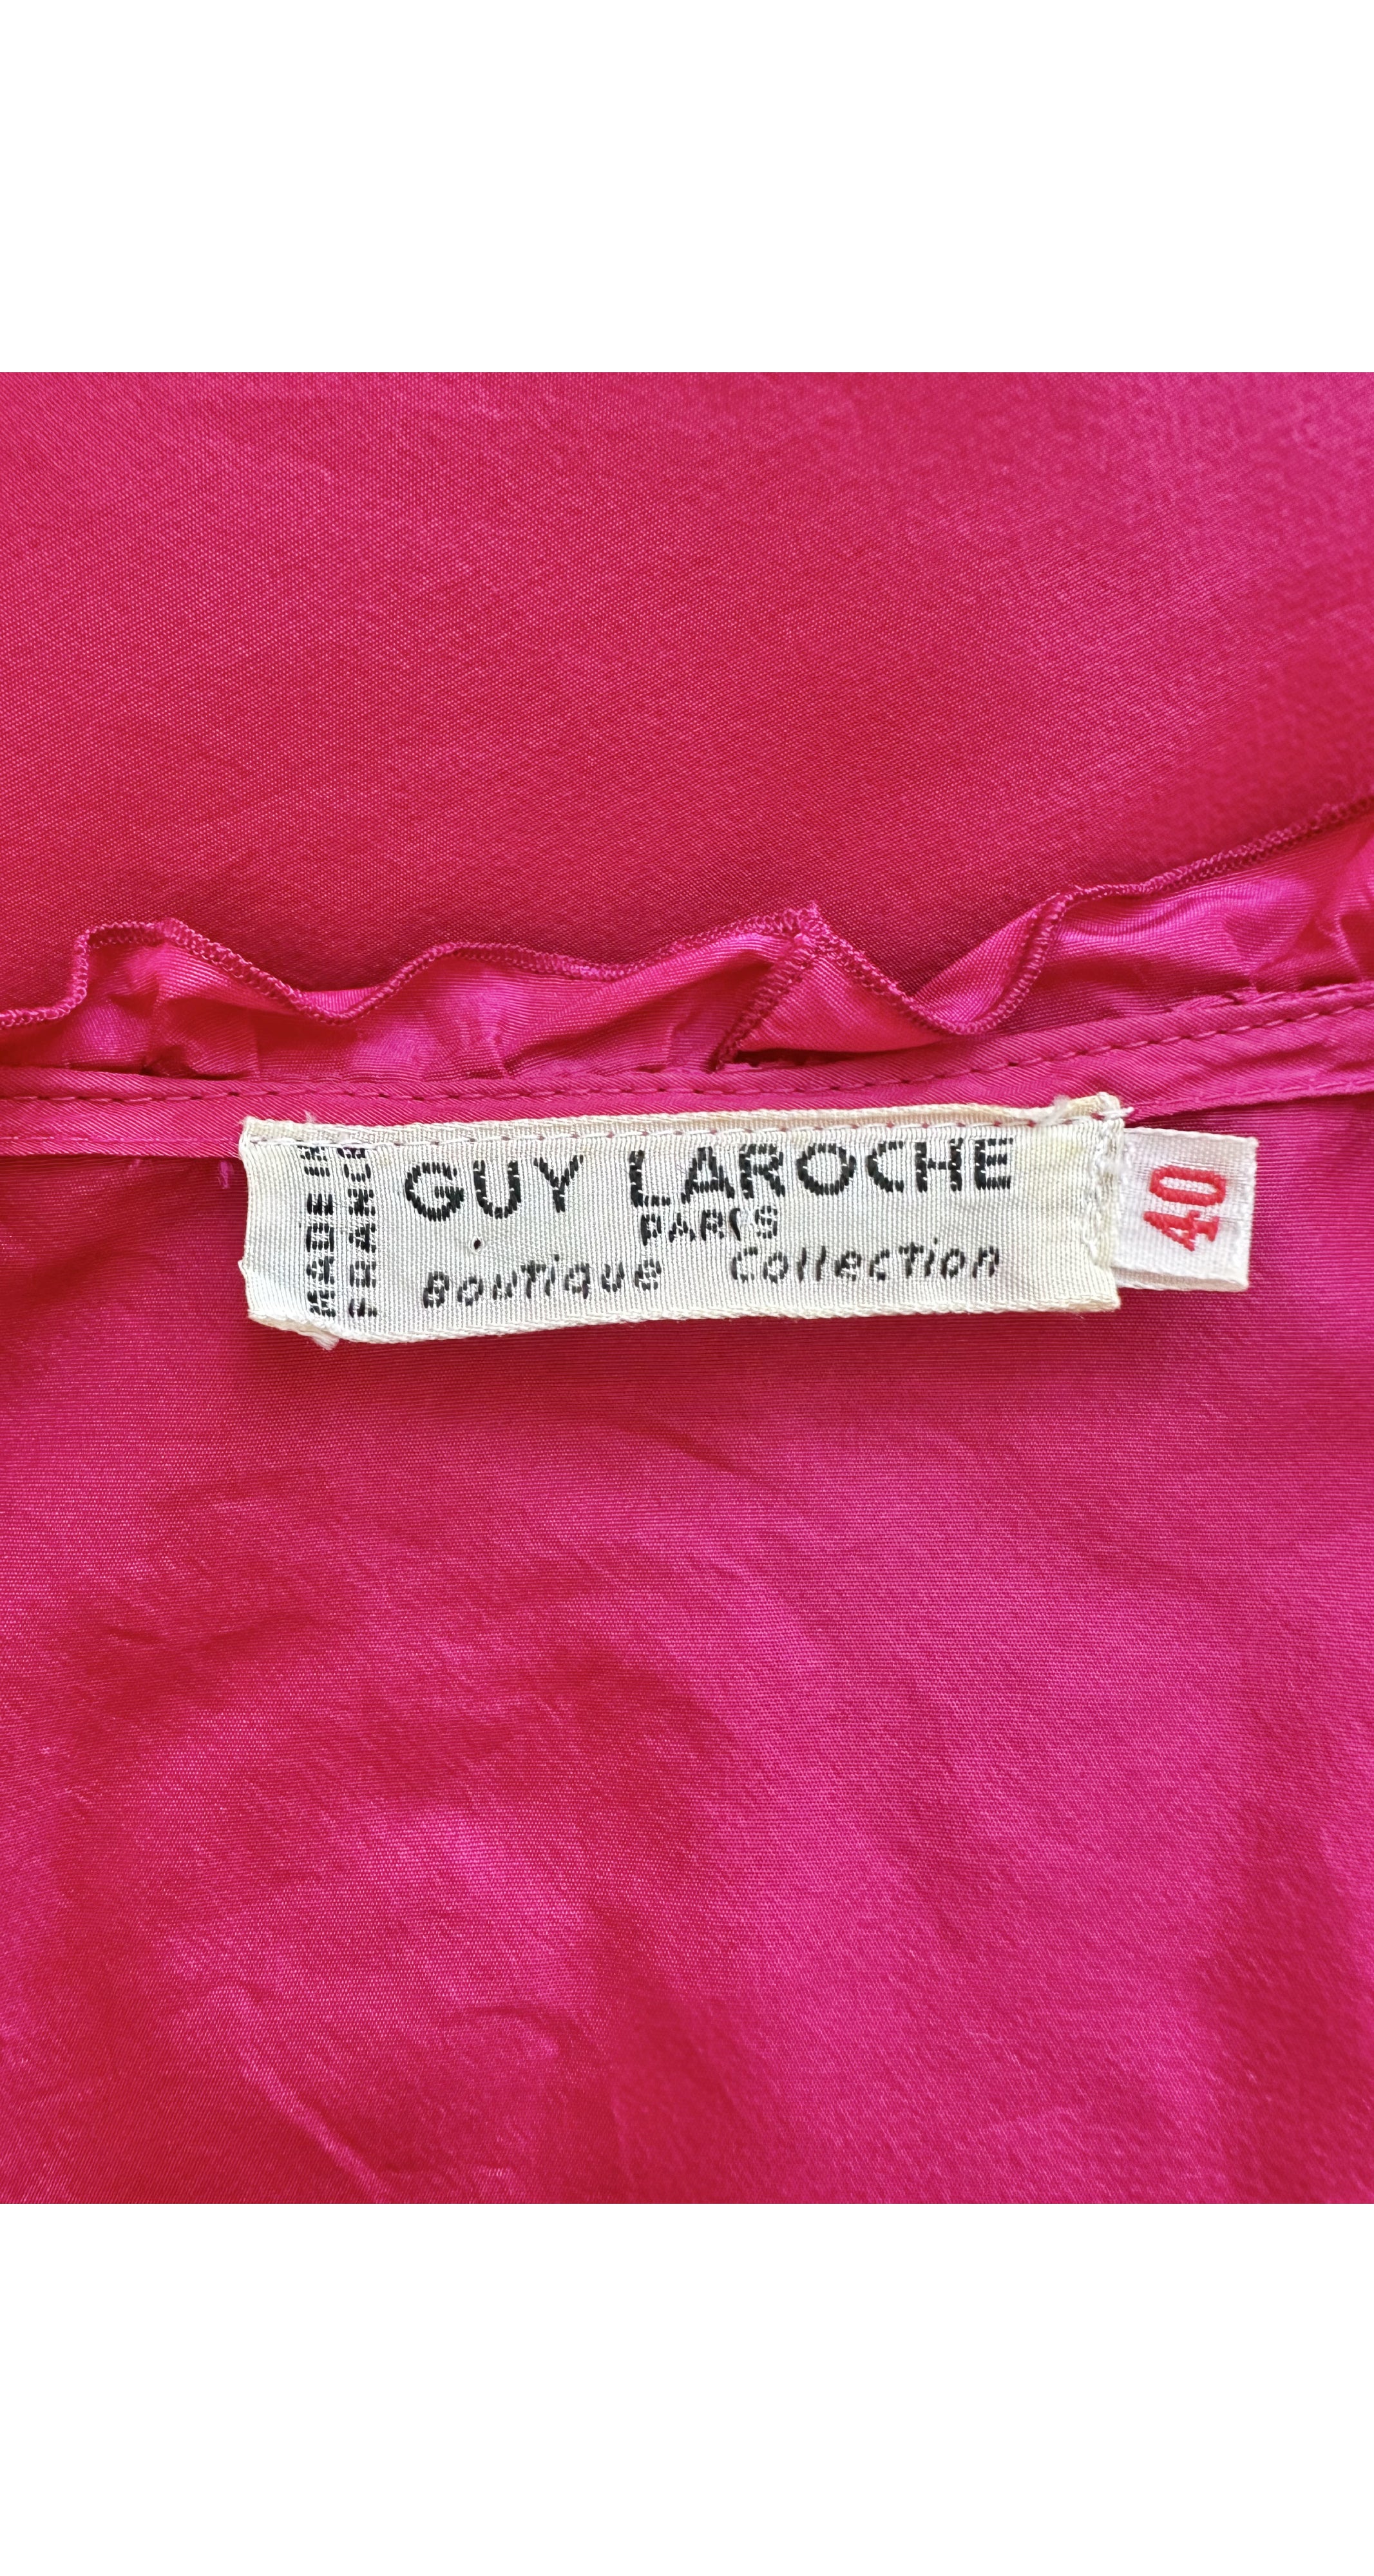 MADE IN
FRANCE
GUY LAROCHE
PARIS
Boutique Collection
40